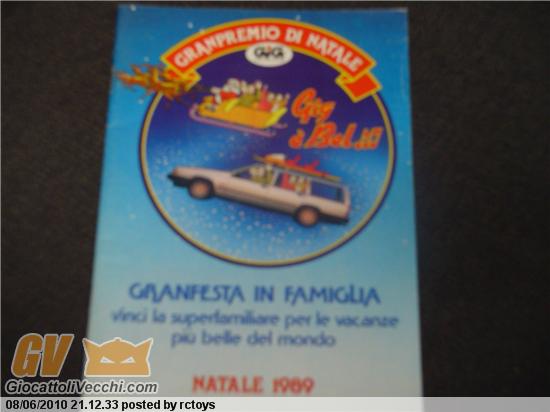 GRANPREMIO DI NATALE
GiG
Gig
è Bel...!
GRANFESTA IN FAMIGLIA
vinci la superfamiliare per le vacanze
più belle del mondo
NATALE 1989
GV
GiocattoliVecchi.com
08/06/2010 21.12.33 posted by rctoys